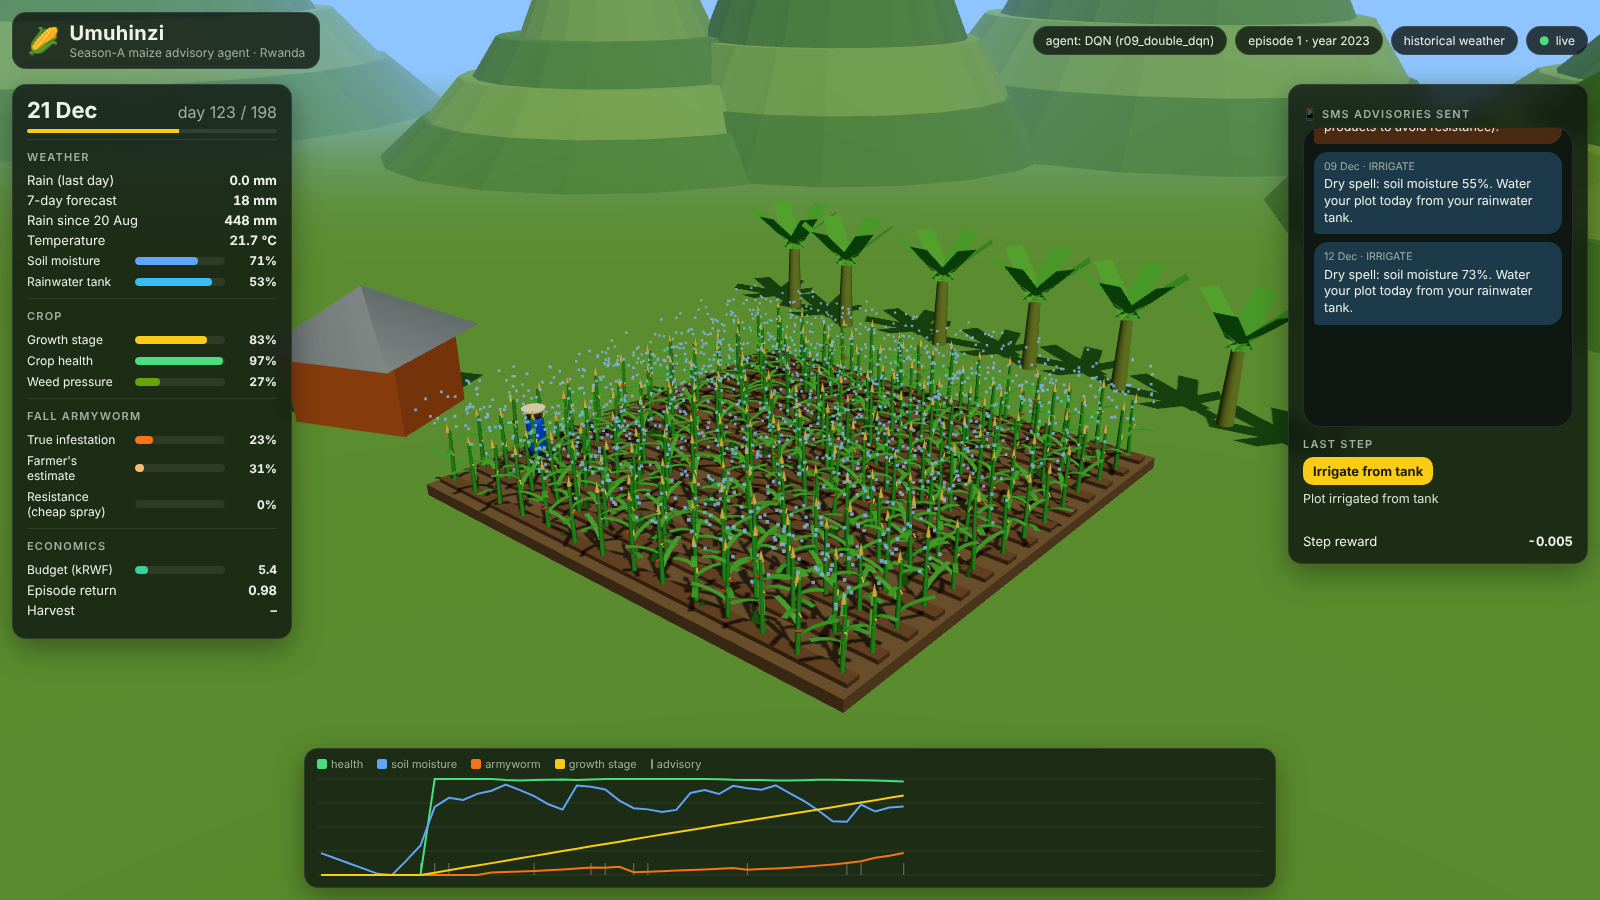 Umuhinzi
Season-A maize advisory agent · Rwanda
agent: DQN (r09_double_dqn)
episode 1 · year 2023
historical weather
live
21 Dec
day 123 / 198
WEATHER
Rain (last day) 0.0 mm
7-day forecast 18 mm
Rain since 20 Aug 448 mm
Temperature 21.7 °C
Soil moisture 71%
Rainwater tank 53%
CROP
Growth stage 83%
Crop health 97%
Weed pressure 27%
FALL ARMYWORM
True infestation 23%
Farmer's
estimate 31%
Resistance
(cheap spray) 0%
ECONOMICS
Budget (kRWF) 5.4
Episode return 0.98
Harvest –
SMS ADVISORIES SENT
products to avoid resistance).
09 Dec · IRRIGATE
Dry spell: soil moisture 55%. Water
your plot today from your rainwater
tank.
12 Dec · IRRIGATE
Dry spell: soil moisture 73%. Water
your plot today from your rainwater
tank.
LAST STEP
Irrigate from tank
Plot irrigated from tank
Step reward -0.005
health soil moisture armyworm growth stage advisory